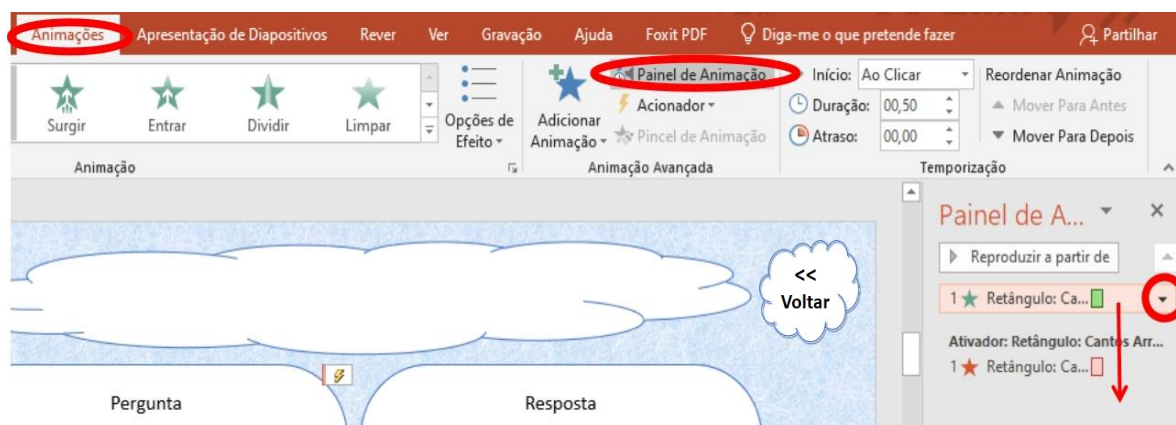 Animações Apresentação de Diapositivos Rever Ver Gravação Ajuda Foxit PDF Diga-me o que pretende fazer Partilhar
Surgir Entrar Dividir Limpar
Opções de Efeito
Adicionar Animação
Painel de Animação
Acionador
Pincel de Animação
Início: Ao Clicar
Duração: 00,50
Atraso: 00,00
Reordenar Animação
Mover Para Antes
Mover Para Depois
Animação Animação Avançada Temporização
Painel de A...
Reproduzir a partir de
1 Retângulo: Ca...
Ativador: Retângulo: Cantos Arr...
1 Retângulo: Ca...
<<
Voltar
Pergunta
Resposta